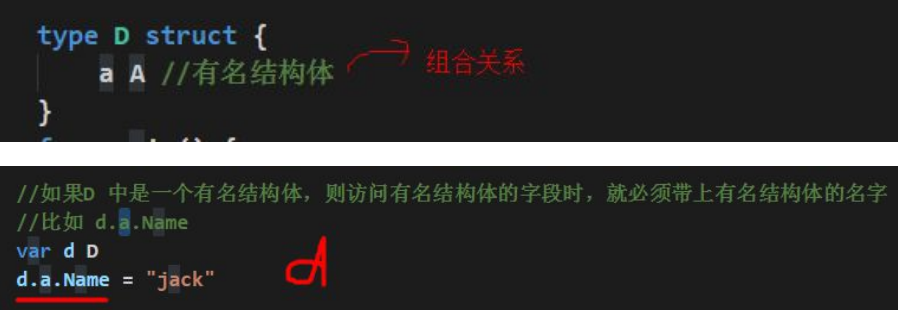 type D struct {
a A //有名结构体 组合关系
}
//如果D 中是一个有名结构体，则访问有名结构体的字段时，就必须带上有名结构体的名字
//比如 d.a.Name
var d D
d.a.Name = "jack"